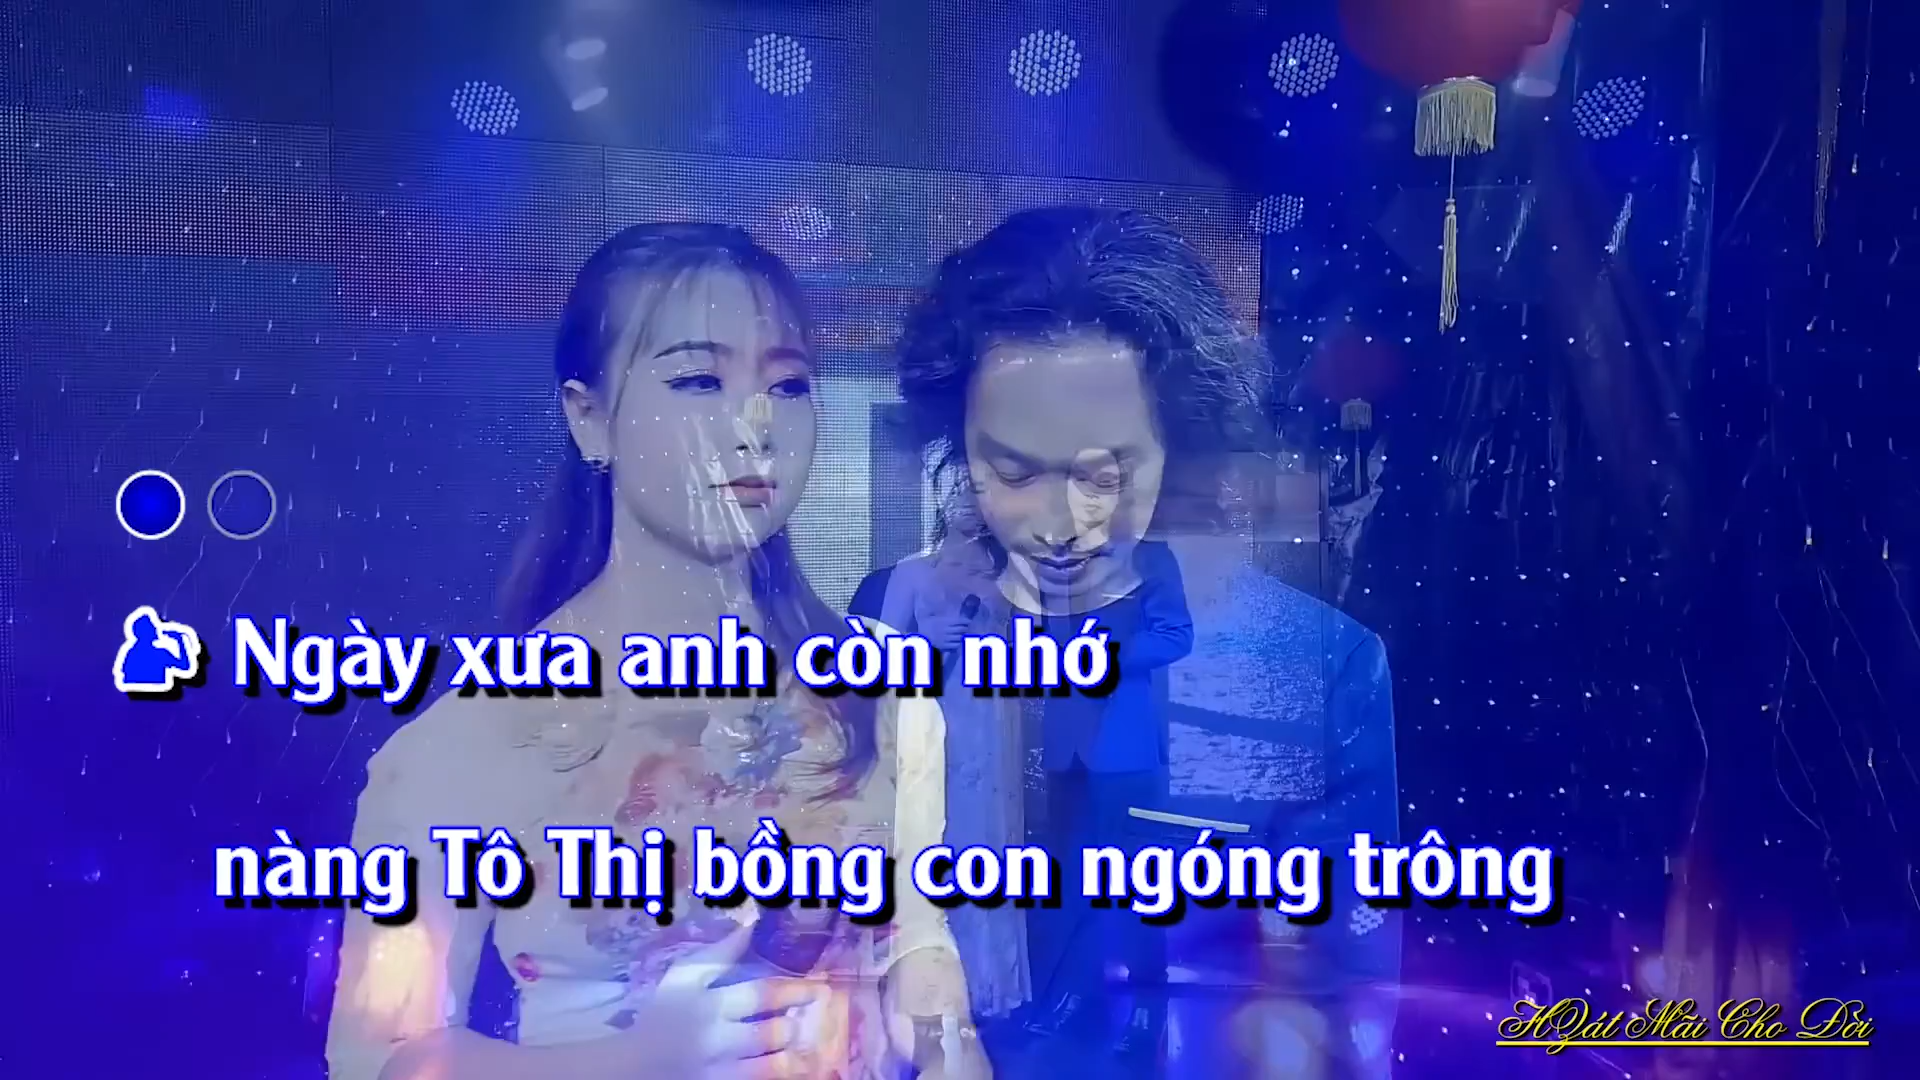 Ngày xưa anh còn nhớ
nàng Tô Thị bồng con ngóng trông
Hát Mãi Cho Đời